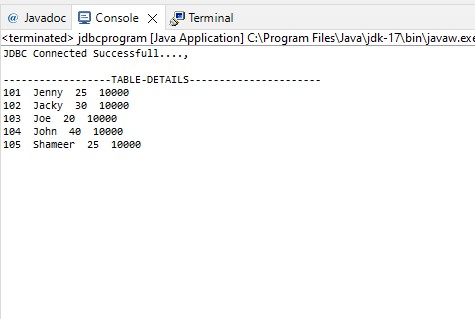 @ Javadoc Console Terminal
<terminated> jdbcprogram [Java Application] C:\Program Files\Java\jdk-17\bin\javaw.exe
JDBC Connected Successfull....,
------------------TABLE-DETAILS----------------------
101  Jenny  25  10000
102  Jacky  30  10000
103  Joe  20  10000
104  John  40  10000
105  Shameer  25  10000